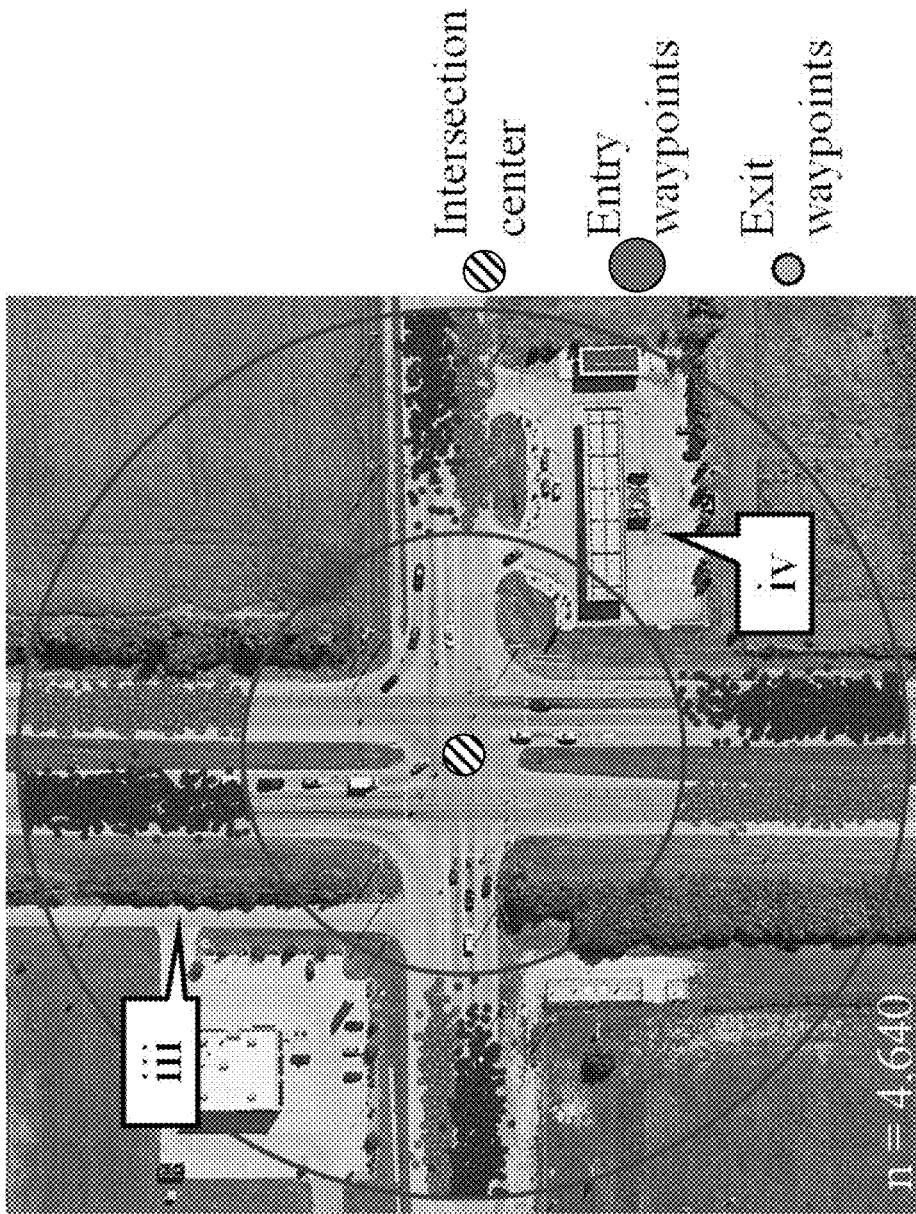 iii
iv
n = 4,640
Intersection
center
Entry
waypoints
Exit
waypoints